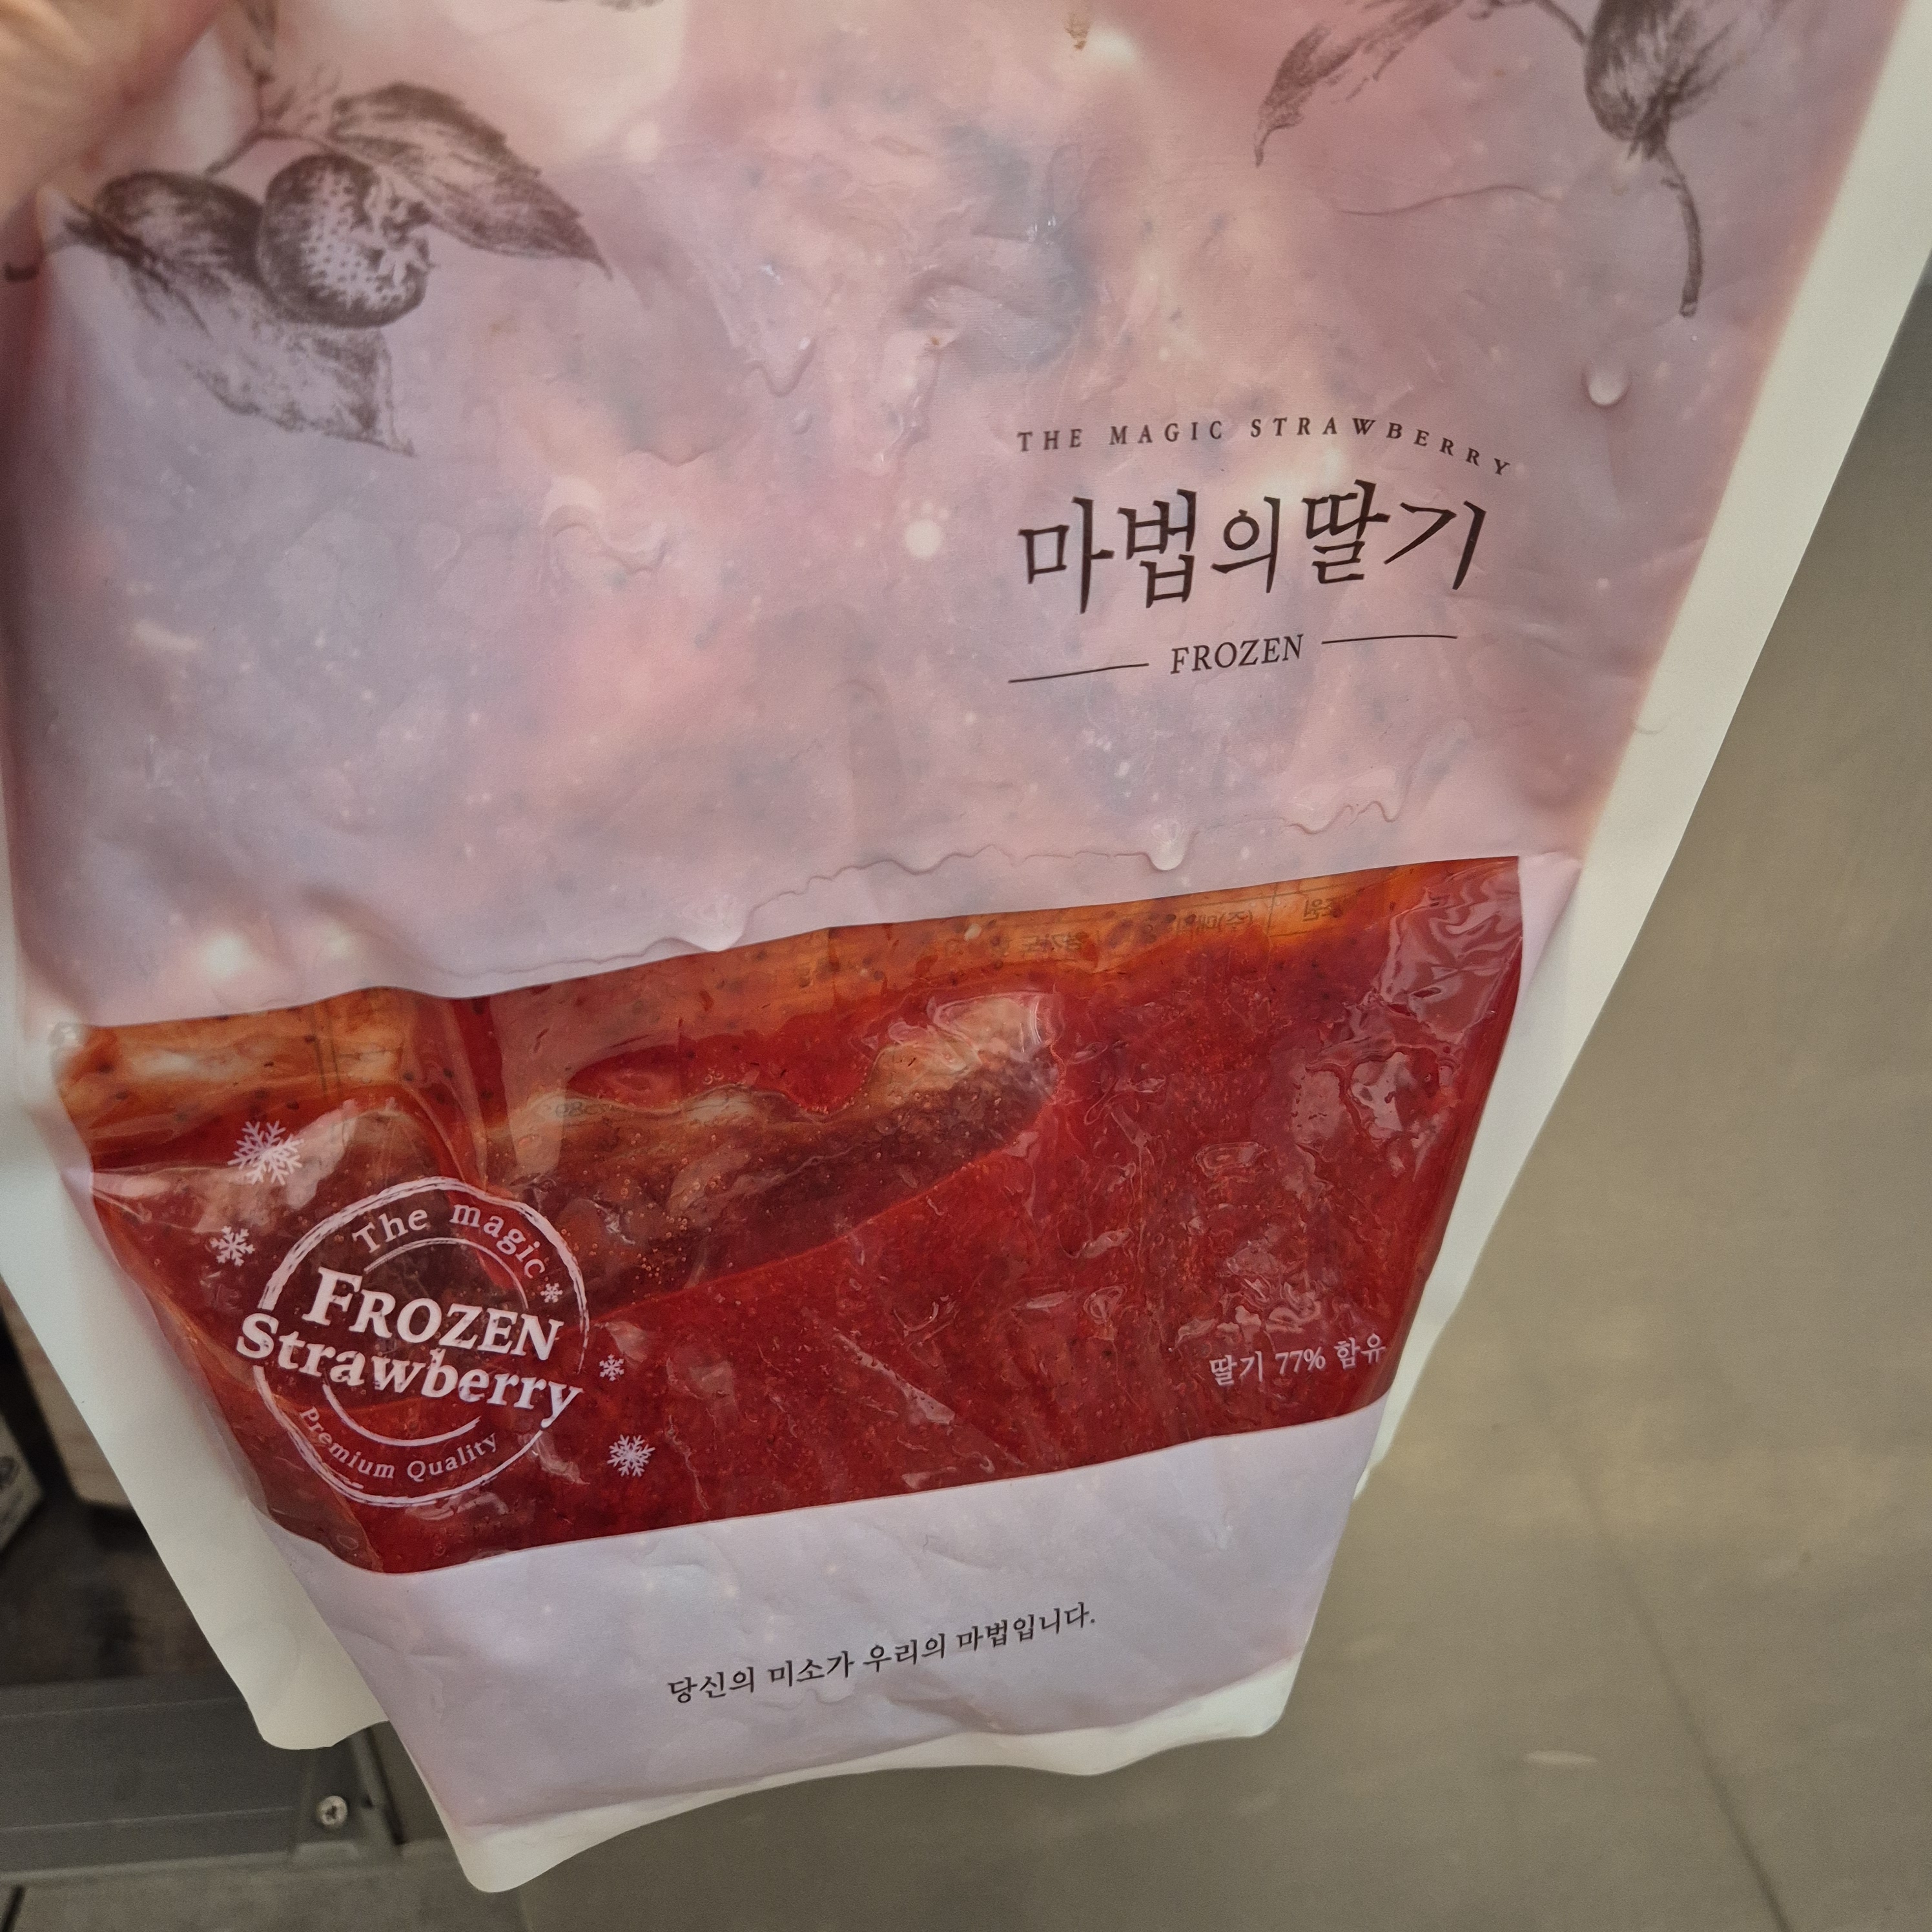 THE MAGIC STRAWBERRY
마법의딸기
FROZEN
The magic
FROZEN
Strawberry
Premium Quality
딸기 77% 함유
당신의 미소가 우리의 마법입니다.